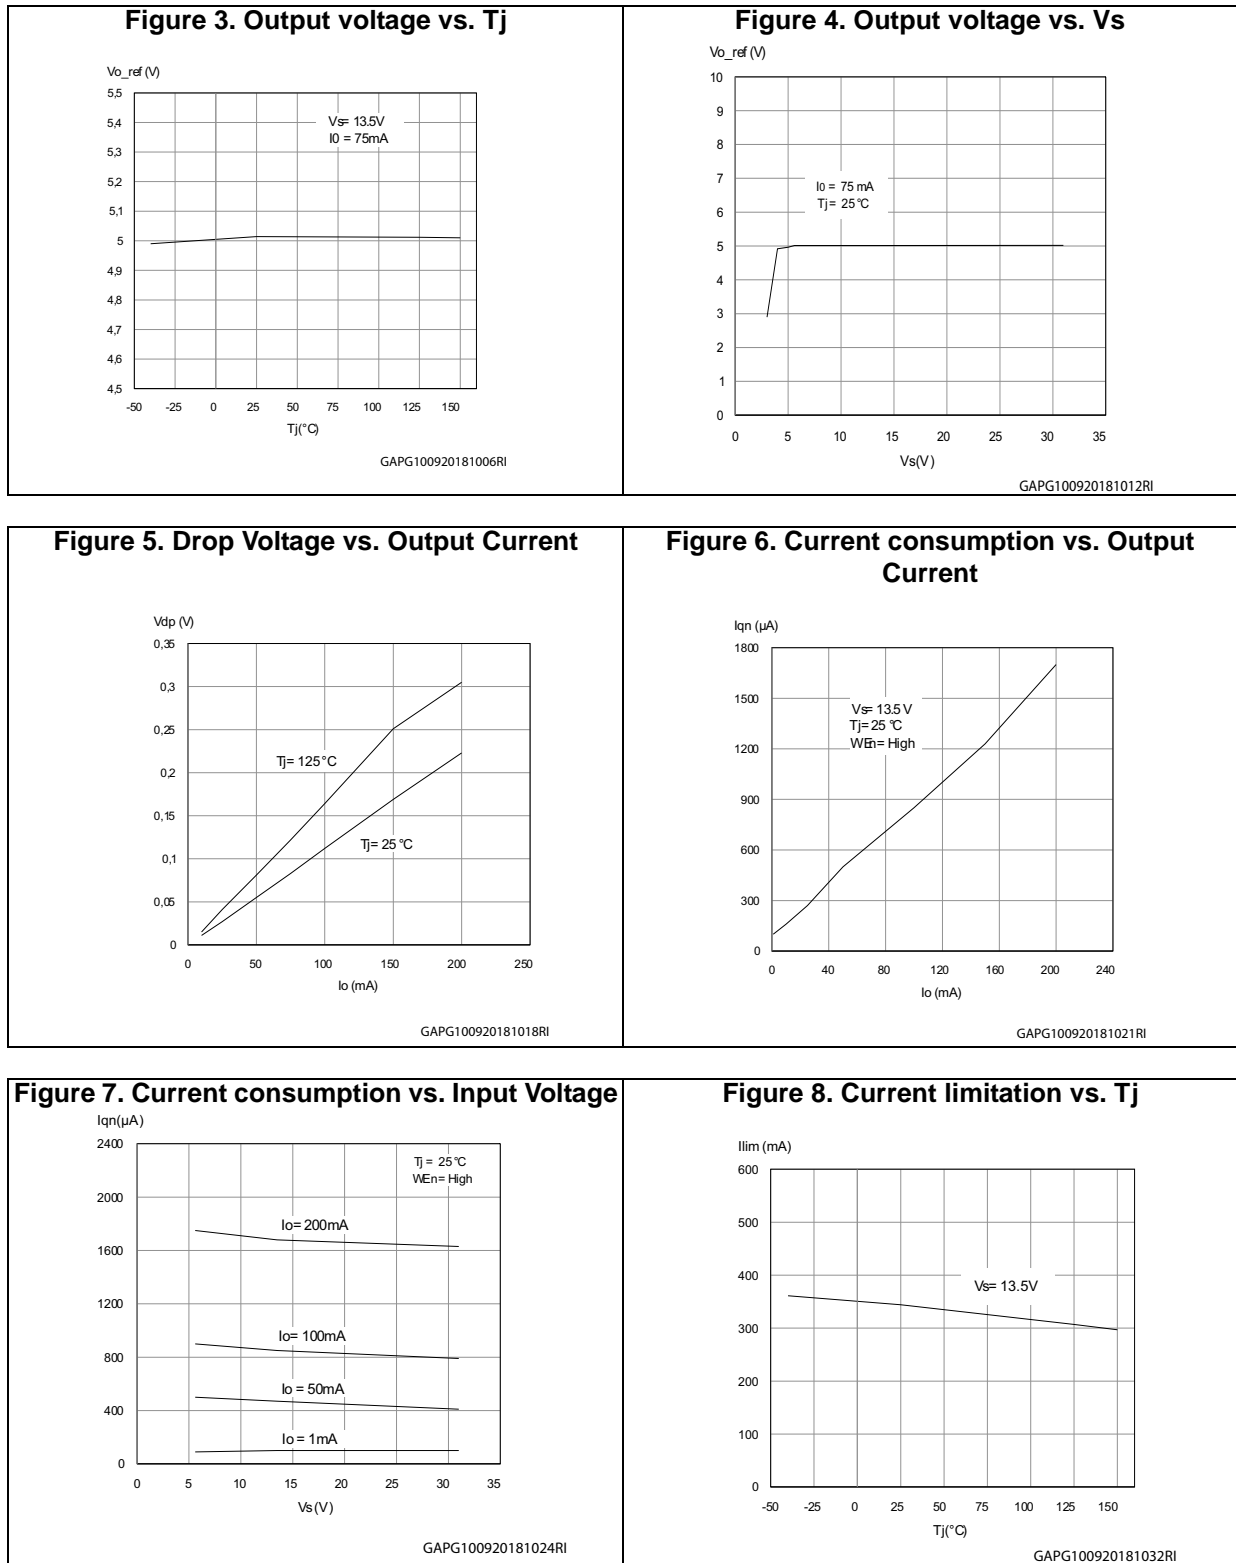 Figure 3. Output voltage vs. Tj
Vo_ref (V)
5,5
5,4
5,3
5,2
5,1
5
4,9
4,8
4,7
4,6
4,5
Vs= 13.5V
I0 = 75mA
-50 -25 0 25 50 75 100 125 150
Tj(°C)
GAPG100920181006RI
Figure 4. Output voltage vs. Vs
Vo_ref (V)
10
9
8
7
6
5
4
3
2
1
0
I0 = 75 mA
Tj= 25°C
0 5 10 15 20 25 30 35
Vs(V)
GAPG100920181012RI
Figure 5. Drop Voltage vs. Output Current
Vdp (V)
0,35
0,3
0,25
0,2
0,15
0,1
0,05
0
Tj= 125°C
Tj= 25°C
0 50 100 150 200 250
Io (mA)
GAPG100920181018RI
Figure 6. Current consumption vs. Output
Current
Iqn (µA)
1800
1500
1200
900
600
300
0
Vs= 13.5 V
Tj= 25 °C
WEn= High
0 40 80 120 160 200 240
Io (mA)
GAPG100920181021RI
Figure 7. Current consumption vs. Input Voltage
Iqn(µA)
2400
2000
1600
1200
800
400
0
Tj = 25°C
WEn= High
Io= 200mA
Io= 100mA
Io = 50mA
Io = 1mA
0 5 10 15 20 25 30 35
Vs(V)
GAPG100920181024RI
Figure 8. Current limitation vs. Tj
Ilim (mA)
600
500
400
300
200
100
0
Vs= 13.5V
-50 -25 0 25 50 75 100 125 150
Tj(°C)
GAPG100920181032RI